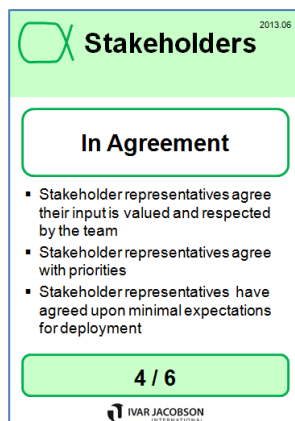 2013.06
Stakeholders
In Agreement
▪ Stakeholder representatives agree
their input is valued and respected
by the team
▪ Stakeholder representatives agree
with priorities
▪ Stakeholder representatives have
agreed upon minimal expectations
for deployment
4 / 6
IVAR JACOBSON
INTERNATIONAL